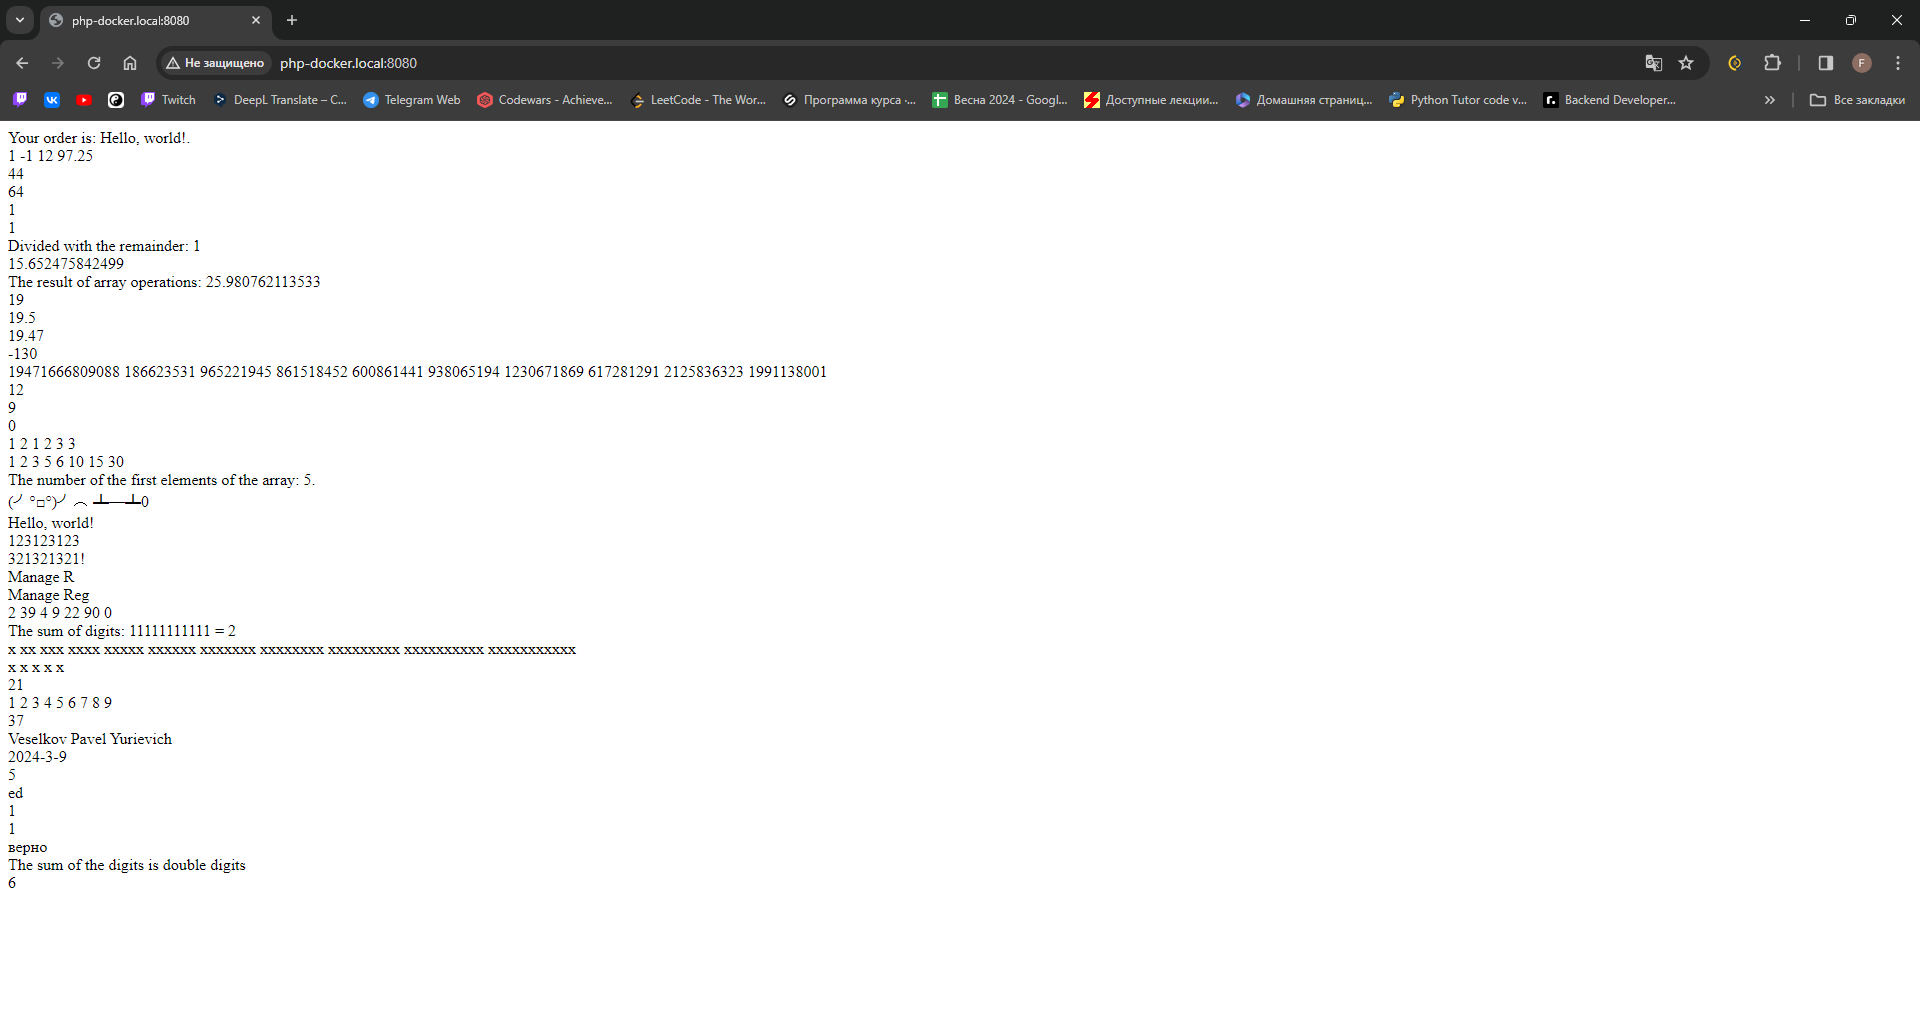 php-docker.local:8080
Не защищено php-docker.local:8080 F
Twitch DeepL Translate – C... Telegram Web Codewars - Achieve... LeetCode - The Wor... Программа курса -... Весна 2024 - Googl... Доступные лекции... Домашняя страниц... Python Tutor code v... Backend Developer... Все закладки
Your order is: Hello, world!.
1 -1 12 97.25
44
64
1
1
Divided with the remainder: 1
15.652475842499
The result of array operations: 25.980762113533
19
19.5
19.47
-130
19471666809088 186623531 965221945 861518452 600861441 938065194 1230671869 617281291 2125836323 1991138001
12
9
0
1 2 1 2 3 3
1 2 3 5 6 10 15 30
The number of the first elements of the array: 5.
(╯°□°)╯︵ ┻━┻0
Hello, world!
123123123
321321321!
Manage R
Manage Reg
2 39 4 9 22 90 0
The sum of digits: 11111111111 = 2
x xx xxx xxxx xxxxx xxxxxx xxxxxxx xxxxxxxx xxxxxxxxx xxxxxxxxxx xxxxxxxxxxx
x x x x x
21
1 2 3 4 5 6 7 8 9
37
Veselkov Pavel Yurievich
2024-3-9
5
ed
1
1
верно
The sum of the digits is double digits
6